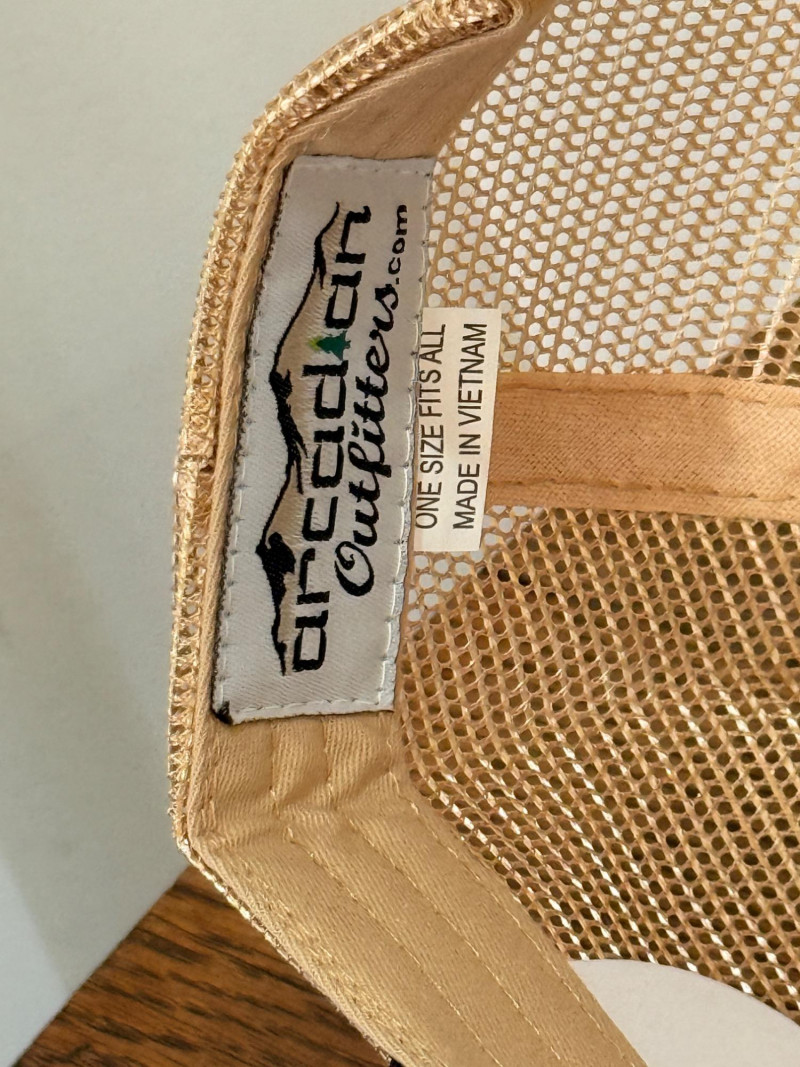 arcadian
Outfitters.com
ONE SIZE FITS ALL
MADE IN VIETNAM